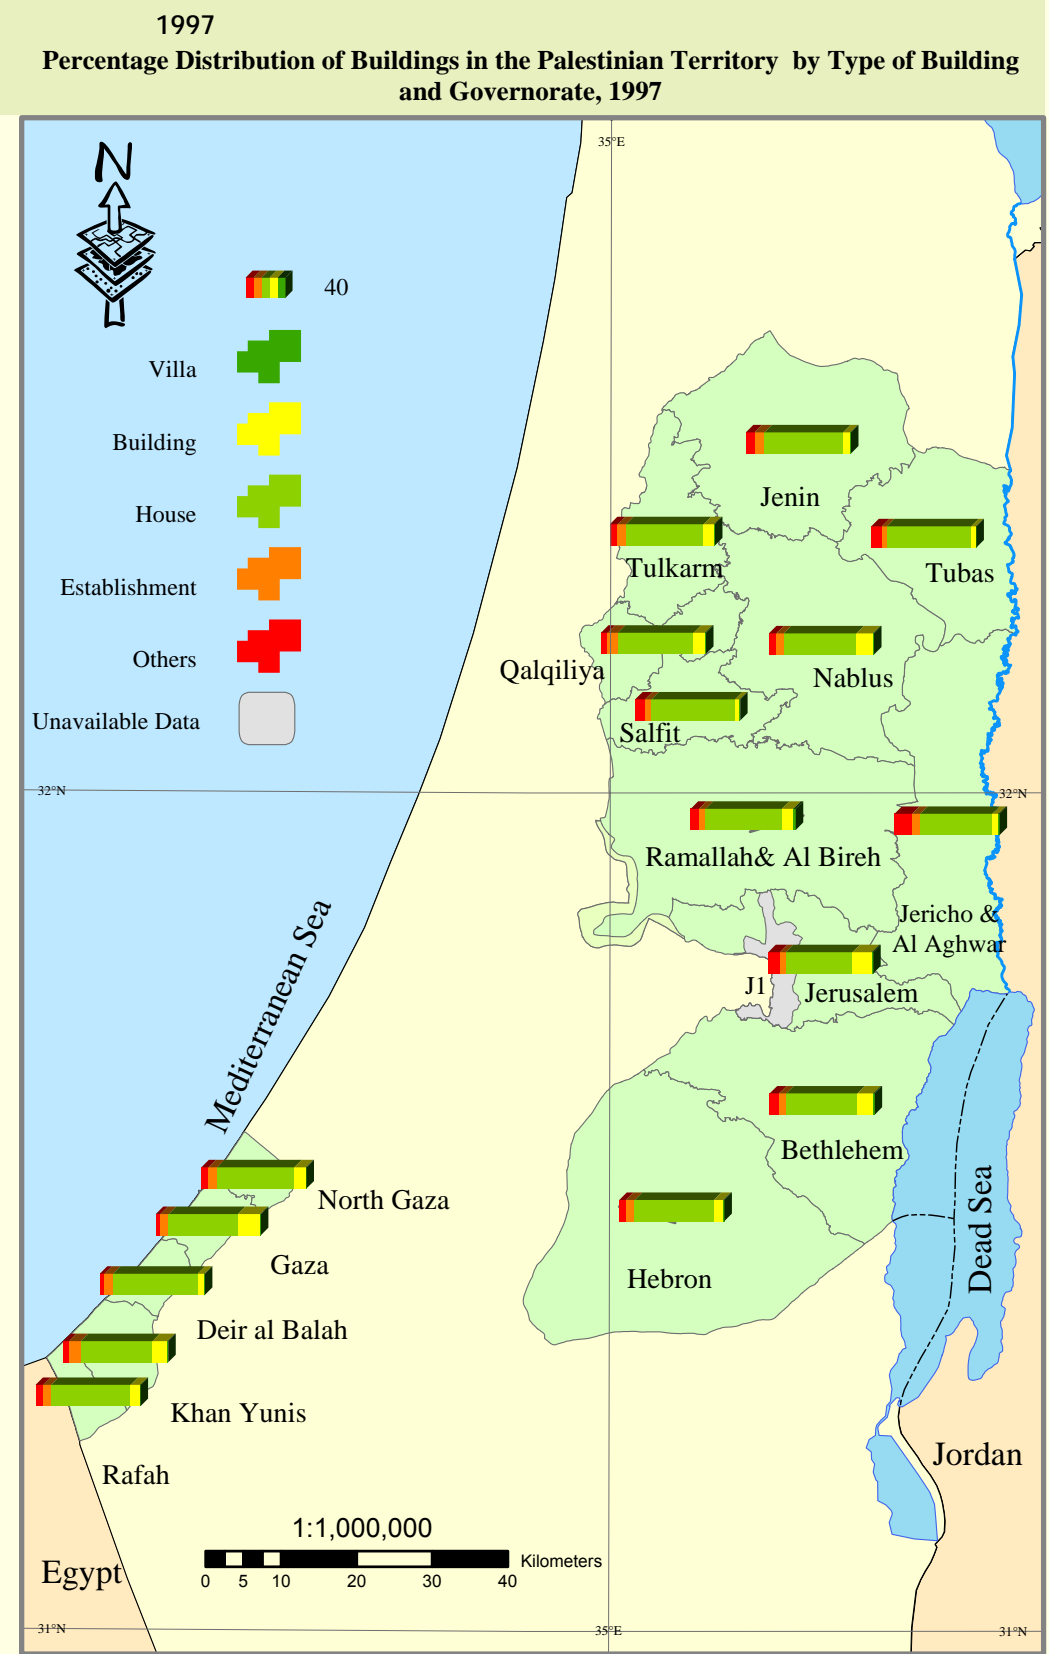 1997
Percentage Distribution of Buildings in the Palestinian Territory by Type of Building
and Governorate, 1997
35°E
N
40
Villa
Building
House
Establishment
Others
Unavailable Data
Jenin
Tulkarm
Tubas
Qalqiliya
Nablus
Salfit
32°N
32°N
Ramallah& Al Bireh
Jericho &
Al Aghwar
J1
Jerusalem
Mediterranean Sea
Bethlehem
North Gaza
Dead Sea
Gaza
Hebron
Deir al Balah
Khan Yunis
Jordan
Rafah
1:1,000,000
Kilometers
0 5 10 20 30 40
Egypt
31°N
35°E
31°N